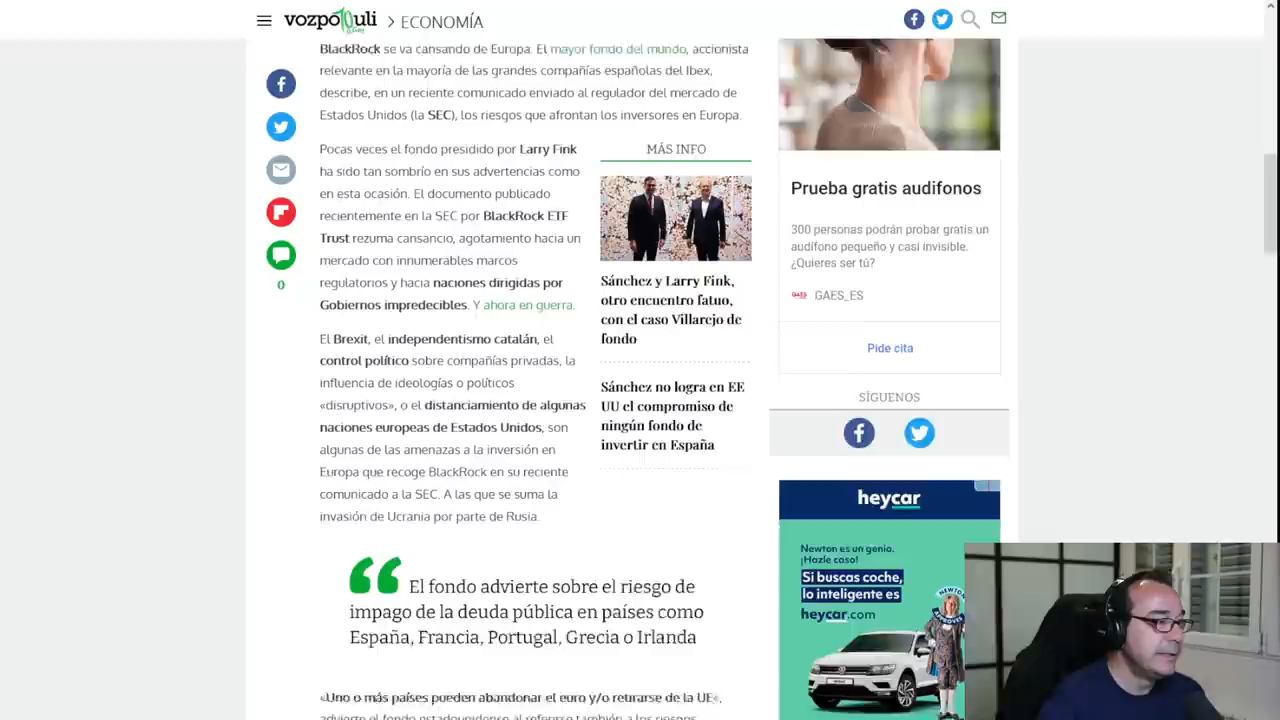 vozpópuli
ECONOMÍA
BlackRock se va cansando de Europa. El mayor fondo del mundo, accionista
relevante en la mayoría de las grandes compañías españolas del Ibex,
describe, en un reciente comunicado enviado al regulador del mercado de
Estados Unidos (la SEC), los riesgos que afrontan los inversores en Europa.
Pocas veces el fondo presidido por Larry Fink
ha sido tan sombrío en sus advertencias como
en esta ocasión. El documento publicado
recientemente en la SEC por BlackRock ETF
Trust rezuma cansancio, agotamiento hacia un
mercado con innumerables marcos
regulatorios y hacia naciones dirigidas por
Gobiernos impredecibles. Y ahora en guerra.
El Brexit, el independentismo catalán, el
control político sobre compañías privadas, la
influencia de ideologías o políticos
«disruptivos», o el distanciamiento de algunas
naciones europeas de Estados Unidos, son
algunas de las amenazas a la inversión en
Europa que recoge BlackRock en su reciente
comunicado a la SEC. A las que se suma la
invasión de Ucrania por parte de Rusia.
0
MÁS INFO
Sánchez y Larry Fink,
otro encuentro fatuo,
con el caso Villarejo de
fondo
Sánchez no logra en EE
UU el compromiso de
ningún fondo de
invertir en España
El fondo advierte sobre el riesgo de
impago de la deuda pública en países como
España, Francia, Portugal, Grecia o Irlanda
«Uno o más países pueden abandonar el euro y/o retirarse de la UE»,
advierte el fondo estadounidense al referirse también a los riesgos
Prueba gratis audifonos
300 personas podrán probar gratis un
audífono pequeño y casi invisible.
¿Quieres ser tú?
GAES
GAES_ES
Pide cita
SÍGUENOS
heycar
Newton es un genio.
¡Hazle caso!
Si buscas coche,
lo inteligente es
heycar.com
NEWTON
APPROVES